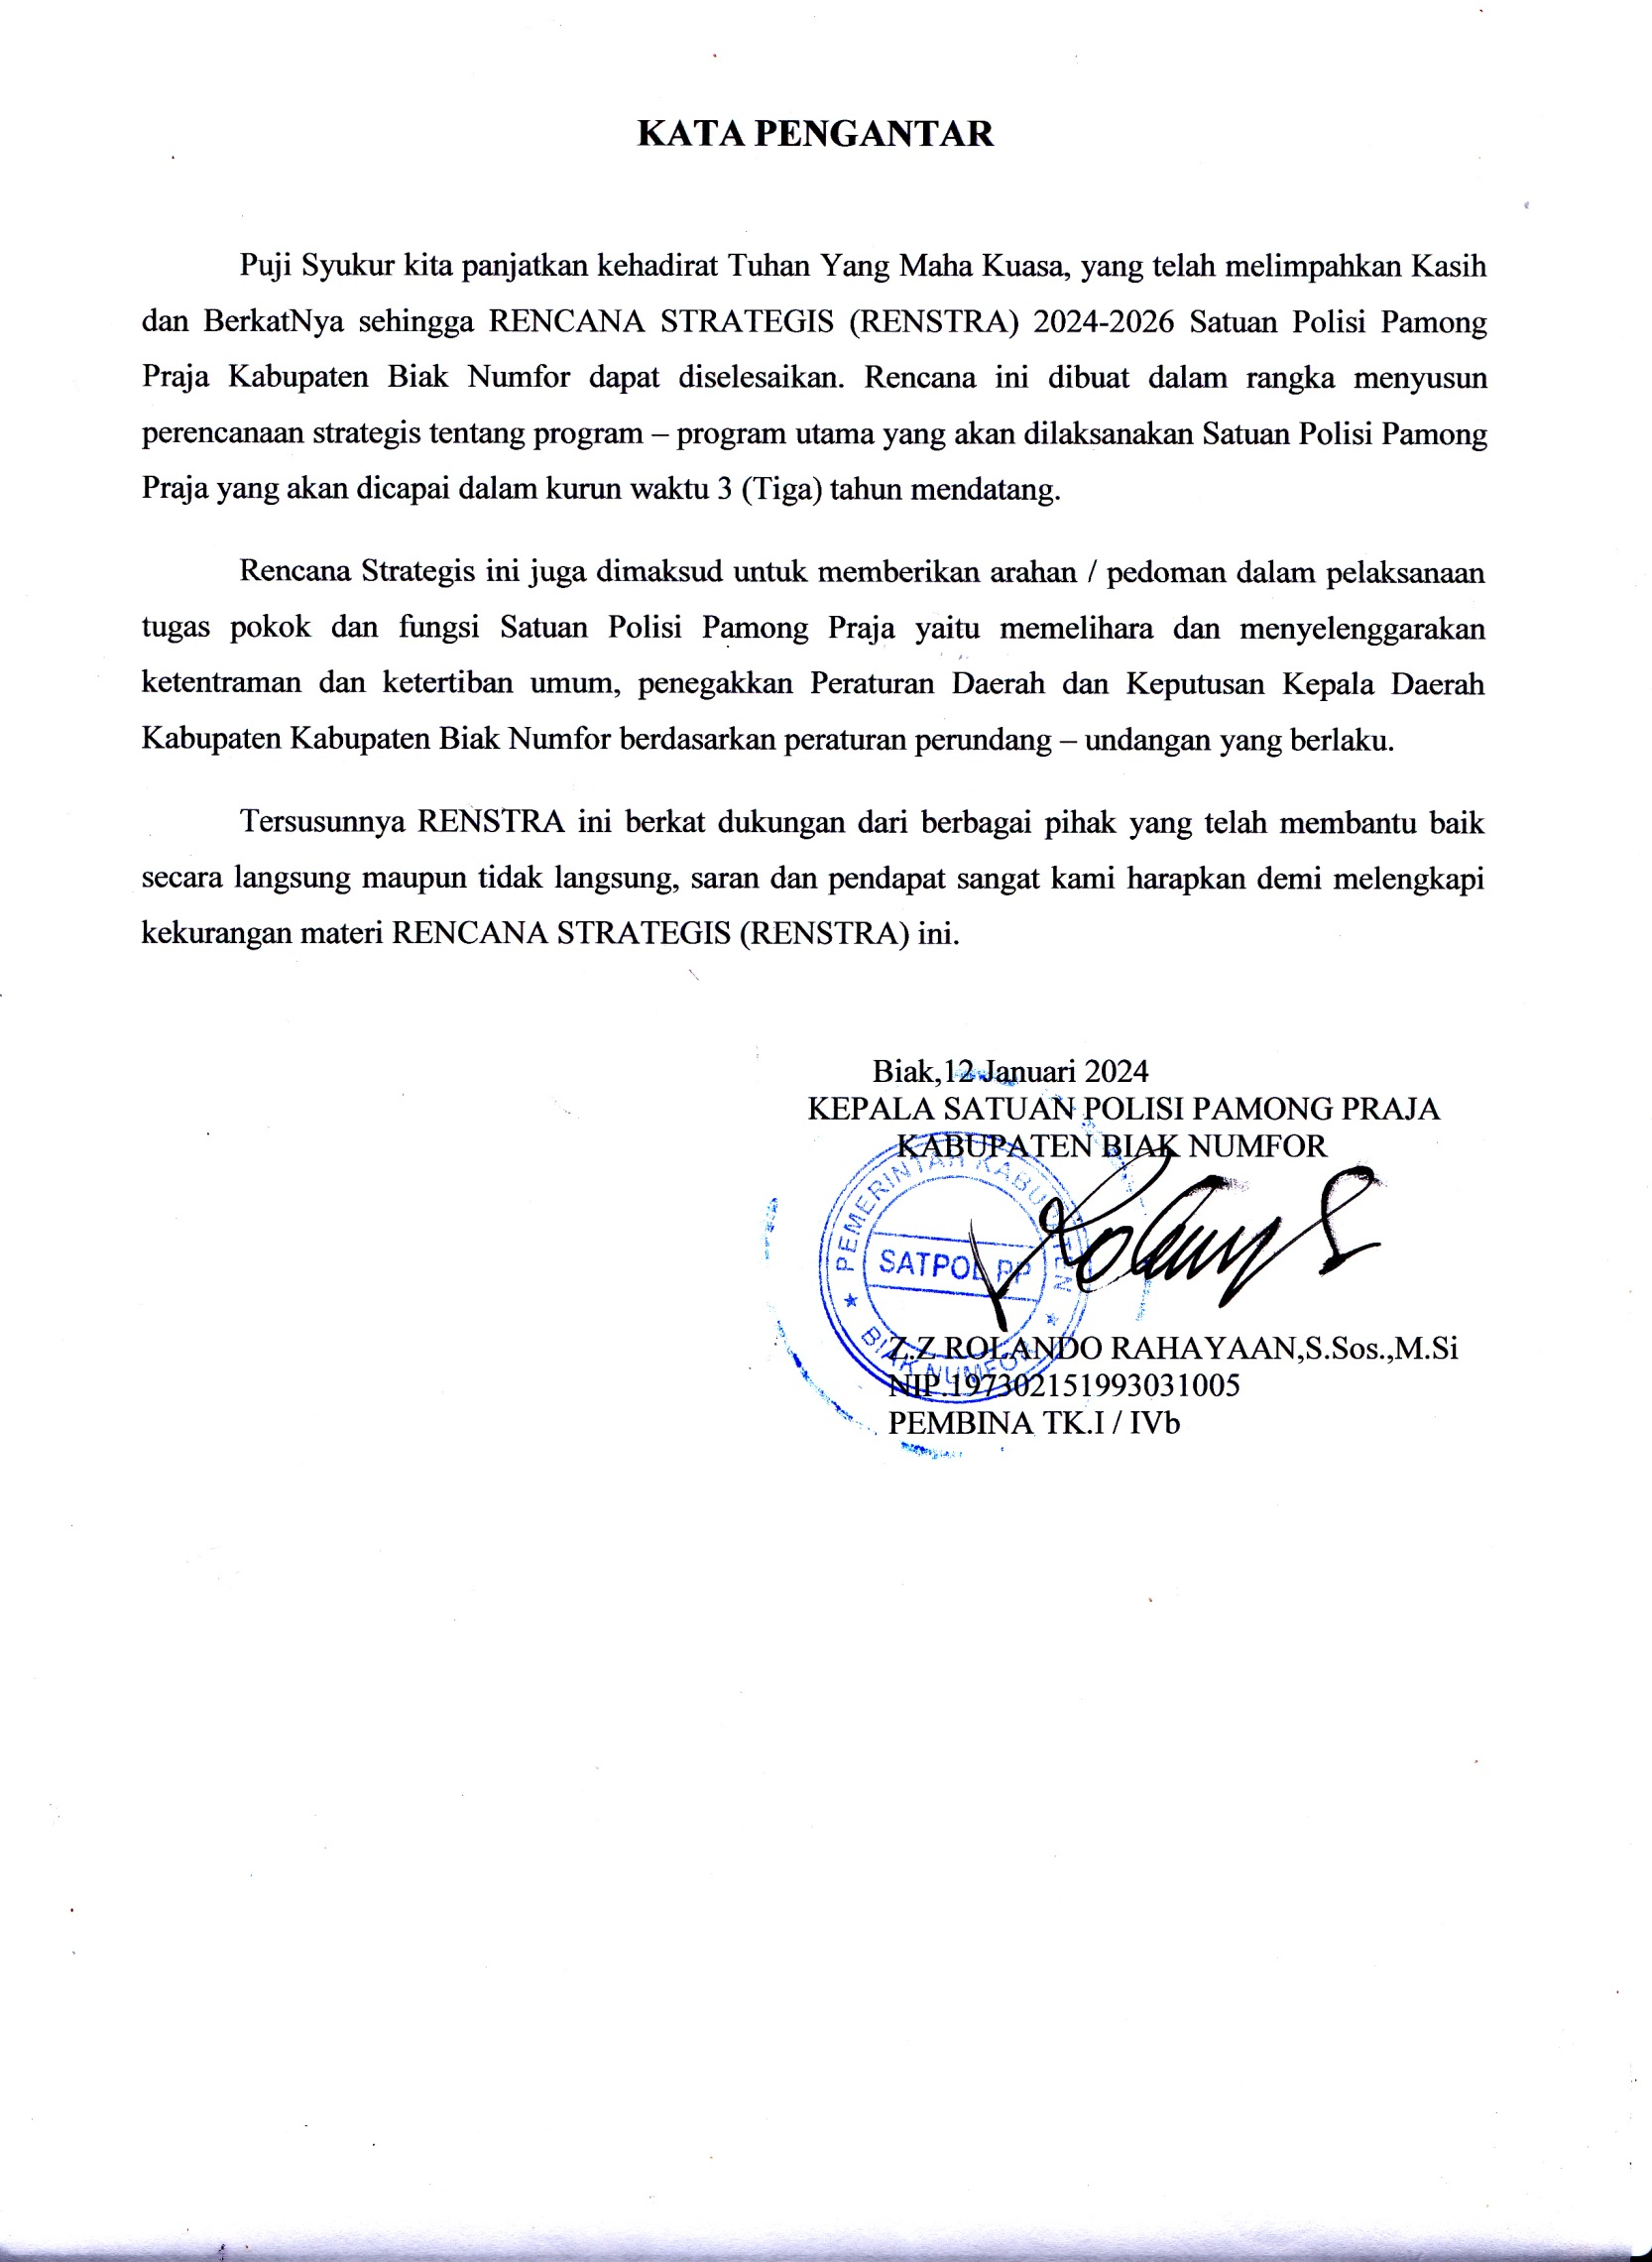 KATA PENGANTAR
Puji Syukur kita panjatkan kehadirat Tuhan Yang Maha Kuasa, yang telah melimpahkan Kasih
dan BerkatNya sehingga RENCANA STRATEGIS (RENSTRA) 2024-2026 Satuan Polisi Pamong
Praja Kabupaten Biak Numfor dapat diselesaikan. Rencana ini dibuat dalam rangka menyusun
perencanaan strategis tentang program – program utama yang akan dilaksanakan Satuan Polisi Pamong
Praja yang akan dicapai dalam kurun waktu 3 (Tiga) tahun mendatang.
Rencana Strategis ini juga dimaksud untuk memberikan arahan / pedoman dalam pelaksanaan
tugas pokok dan fungsi Satuan Polisi Pamong Praja yaitu memelihara dan menyelenggarakan
ketentraman dan ketertiban umum, penegakkan Peraturan Daerah dan Keputusan Kepala Daerah
Kabupaten Kabupaten Biak Numfor berdasarkan peraturan perundang – undangan yang berlaku.
Tersusunnya RENSTRA ini berkat dukungan dari berbagai pihak yang telah membantu baik
secara langsung maupun tidak langsung, saran dan pendapat sangat kami harapkan demi melengkapi
kekurangan materi RENCANA STRATEGIS (RENSTRA) ini.
Biak,12 Januari 2024
KEPALA SATUAN POLISI PAMONG PRAJA
KABUPATEN BIAK NUMFOR
PEMERINTAH KABUPATEN
SATPOL PP
BIAK NUMFOR
Z.Z ROLANDO RAHAYAAN,S.Sos.,M.Si
NIP.197302151993031005
PEMBINA TK.I / IVb